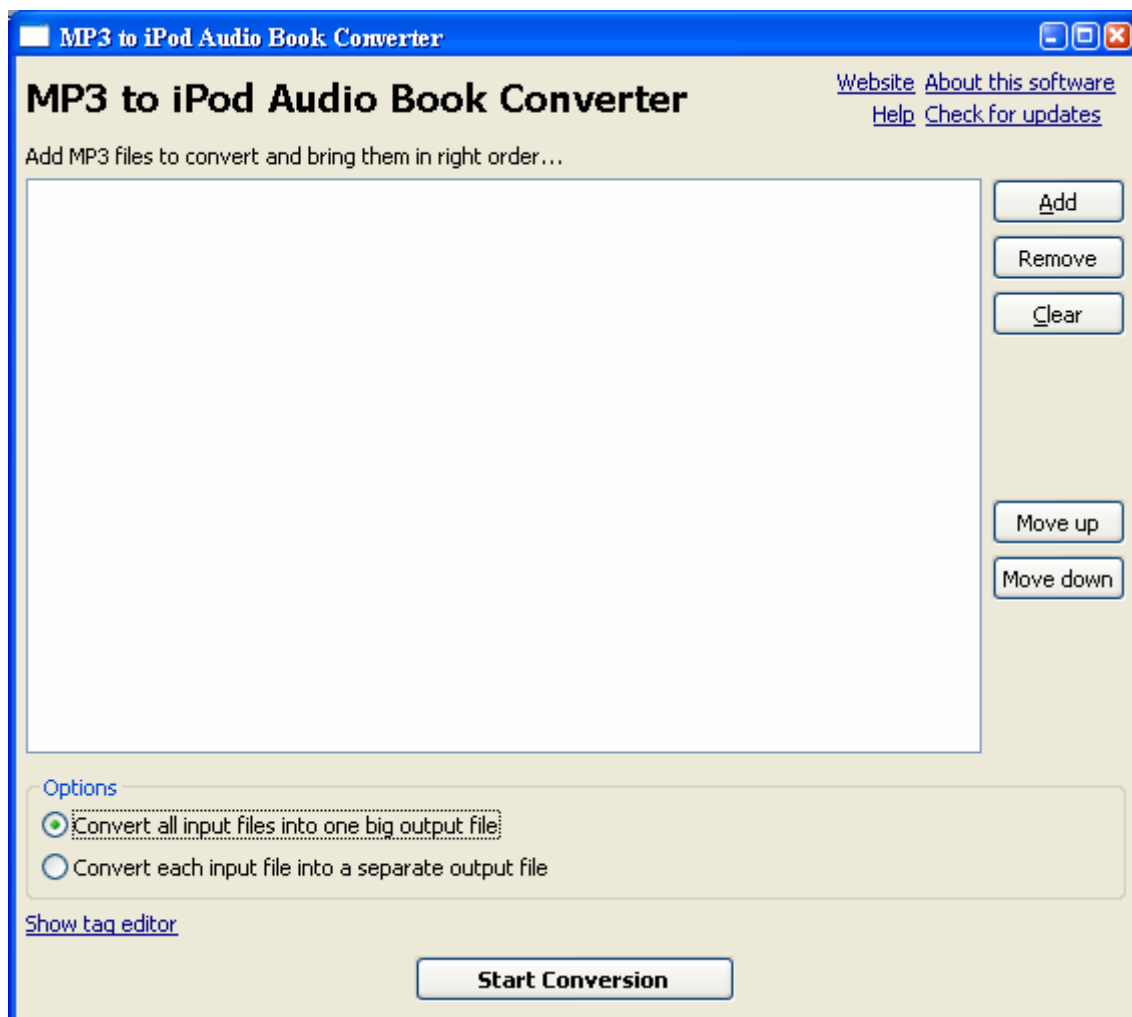 MP3 to iPod Audio Book Converter
MP3 to iPod Audio Book Converter
Website About this software
Help Check for updates
Add MP3 files to convert and bring them in right order...
Add
Remove
Clear
Move up
Move down
Options
Convert all input files into one big output file
Convert each input file into a separate output file
Show tag editor
Start Conversion